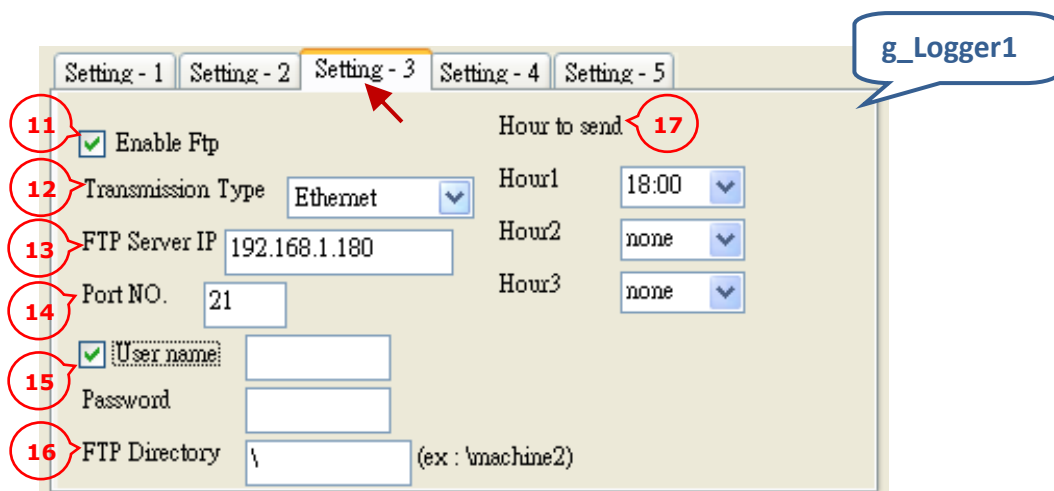 g_Logger1
Setting - 1 Setting - 2 Setting - 3 Setting - 4 Setting - 5
11 Enable Ftp
12 Transmission Type Ethernet
13 FTP Server IP 192.168.1.180
14 Port NO. 21
15 User name
Password
16 FTP Directory \ (ex : \machine2)
Hour to send 17
Hour1 18:00
Hour2 none
Hour3 none